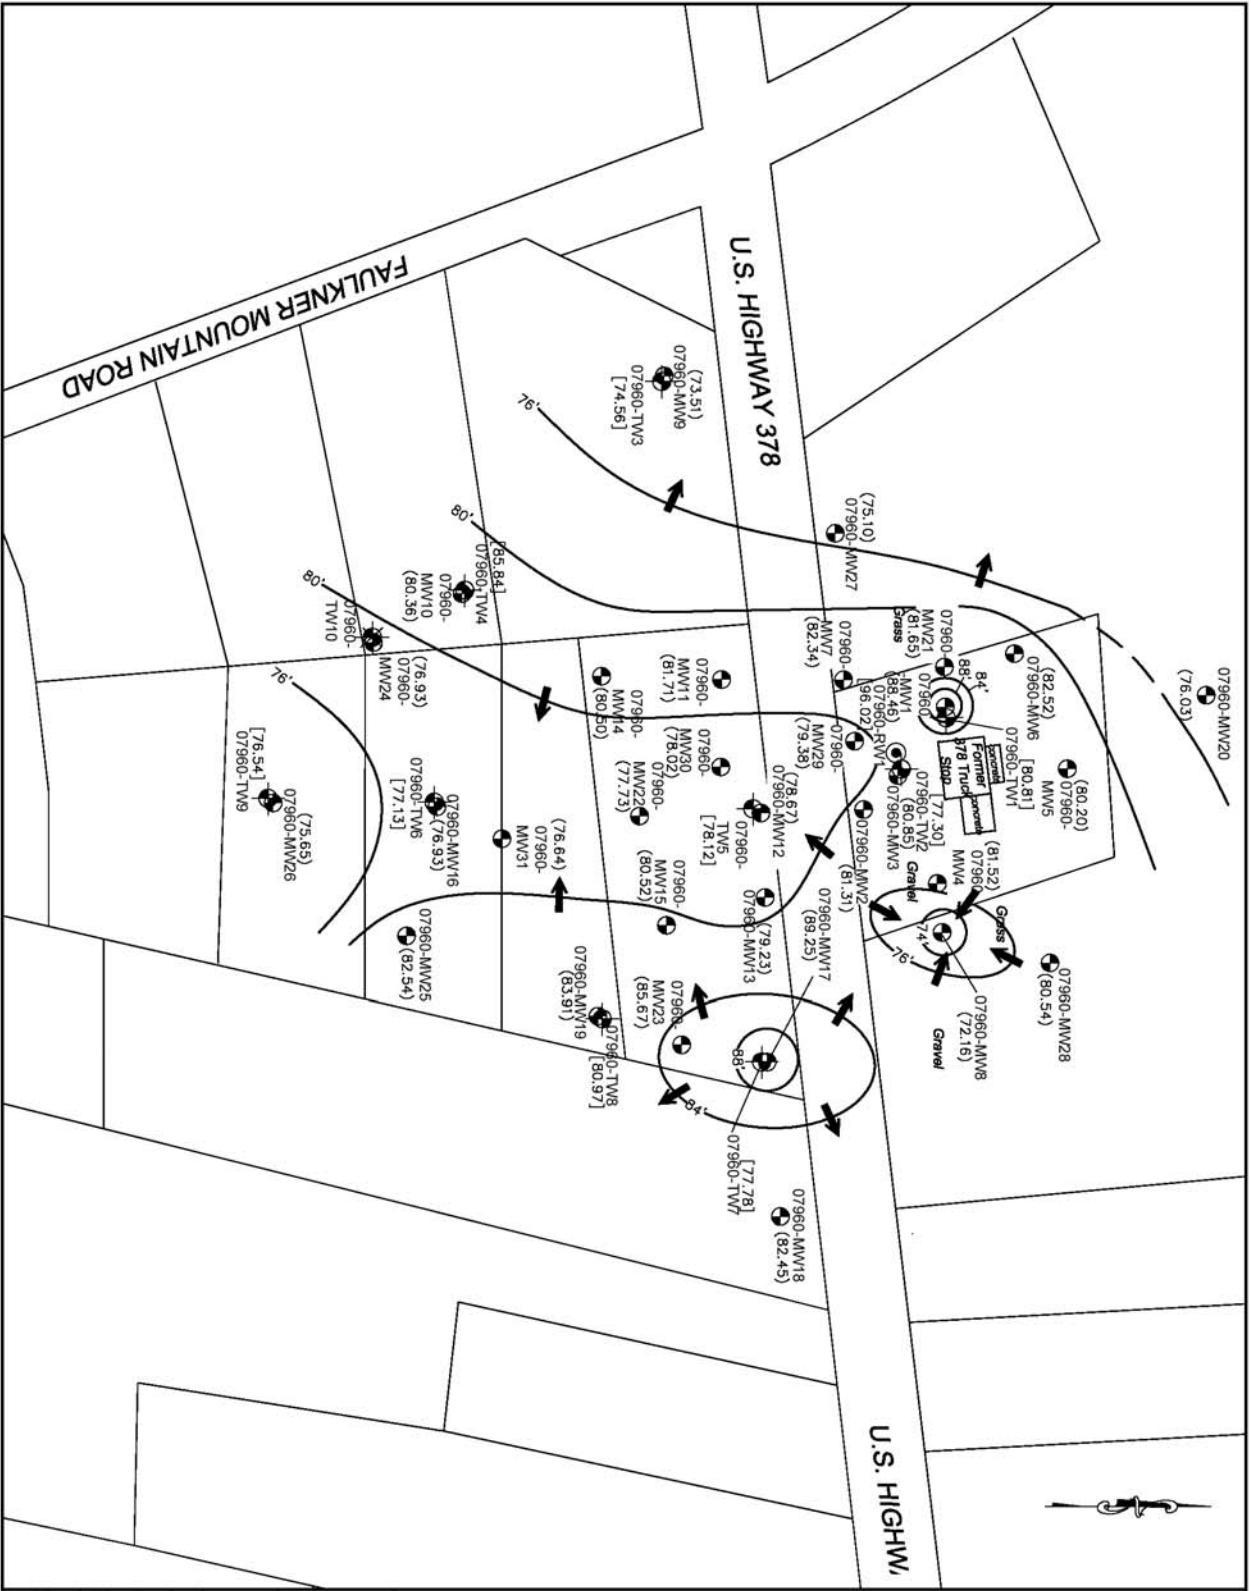 U.S. HIGHWAY 378
U.S. HIGHW
FAULKNER MOUNTAIN ROAD
07960-MW20
(76.03)
(75.10)
07960-MW27
(73.51)
07960-MW9
07960-TW3
[74.56]
76'
80'
80'
76'
[85.84]
07960-TW4
07960-
MW10
(80.36)
07960-
TW10
(76.93)
07960-
MW24
07960-
MW21
(81.65)
Grass
07960-
MW7
(82.34)
(82.52)
07960-MW6
88'
84'
07960
-MW1
(88.46)
[96.02]
07960-RW1
[80.81]
07960-TW1
(80.20)
07960-
MW5
concrete
Former
378 Truck
Stop
concrete
[77.30]
07960-TW2
(80.85)
07960-MW3
(81.52)
07960-
MW4
Gravel
Grass
07960-MW2
(81.31)
74'
76'
07960-MW28
(80.54)
07960-MW8
(72.16)
Gravel
07960-
MW29
(79.38)
07960-
MW11
(81.71)
07960-
MW14
(80.50)
07960-
MW30
(78.02)
07960-
MW22
(77.73)
(78.67)
07960-MW12
07960-
TW5
[78.12]
07960-
MW15
(80.52)
(79.23)
07960-MW13
07960-MW17
(89.25)
(76.64)
07960-
MW31
07960-MW16
(76.93)
07960-TW6
[77.13]
[76.54]
07960-TW9
(75.65)
07960-MW26
07960-MW25
(82.54)
07960-MW19
(83.91)
07960-TW8
[80.97]
07960-
MW23
(85.67)
88'
84'
[77.78]
07960-TW7
07960-MW18
(82.45)